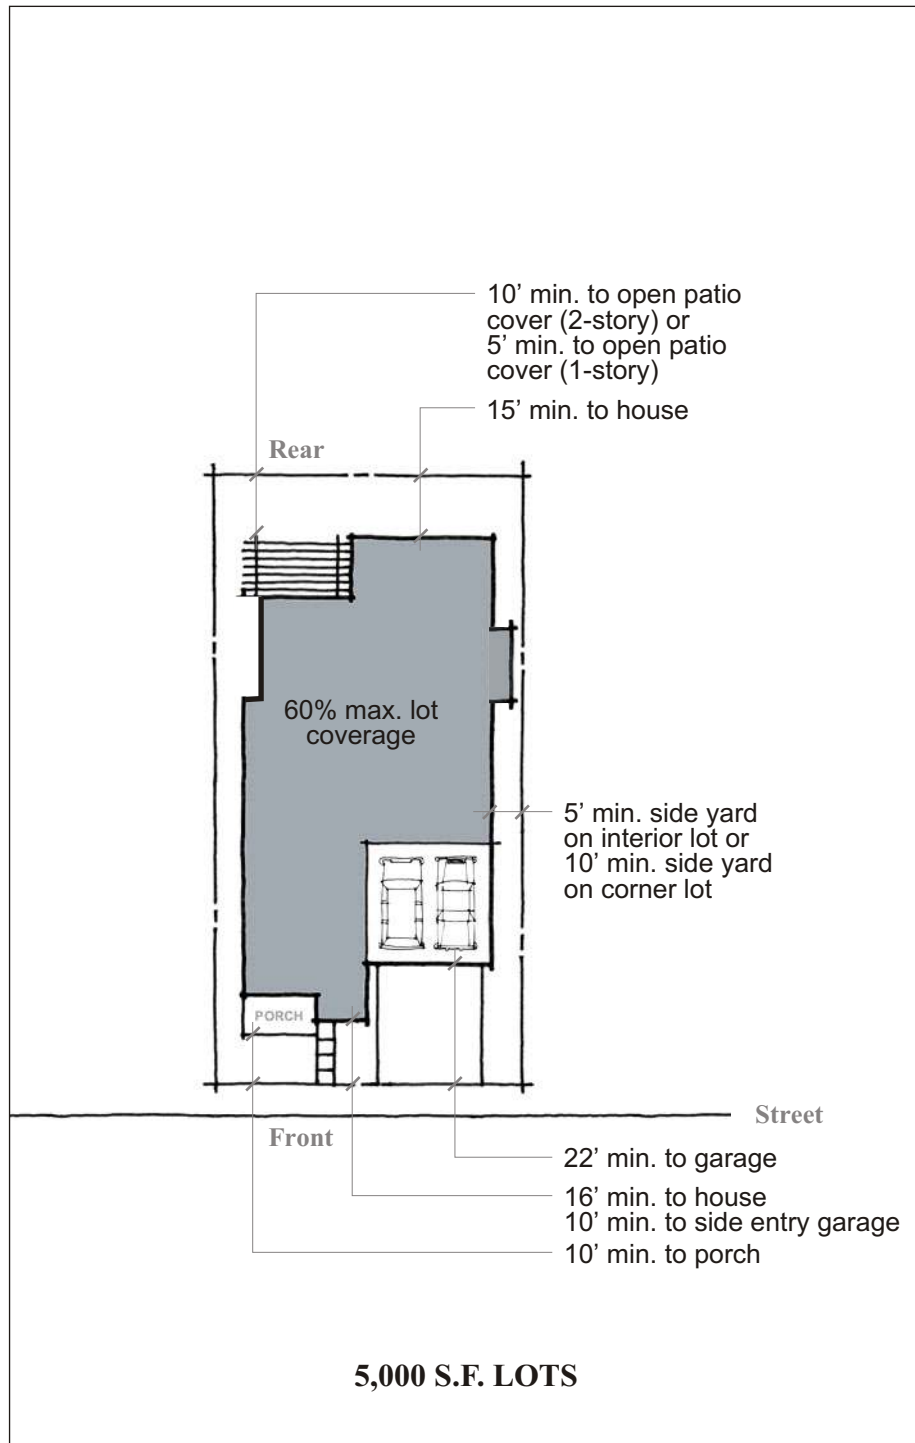 10’ min. to open patio
cover (2-story) or
5’ min. to open patio
cover (1-story)
15’ min. to house
Rear
60% max. lot
coverage
5’ min. side yard
on interior lot or
10’ min. side yard
on corner lot
PORCH
Street
Front
22’ min. to garage
16’ min. to house
10’ min. to side entry garage
10’ min. to porch
5,000 S.F. LOTS